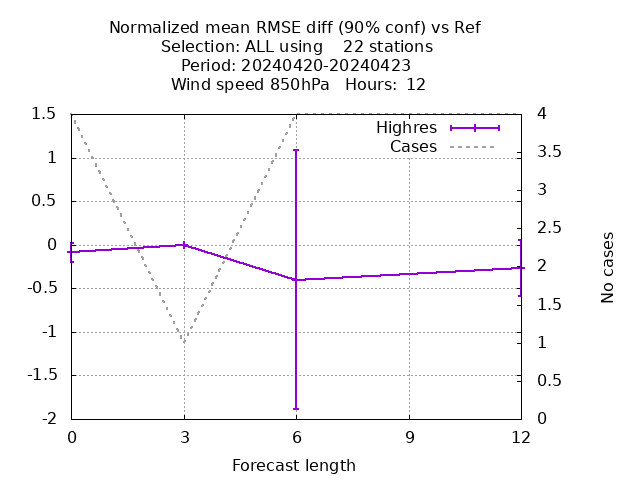 Normalized mean RMSE diff (90% conf) vs Ref
Selection: ALL using    22 stations
Period: 20240420-20240423
Wind speed 850hPa   Hours:  12
Highres
Cases
1.5
1
0.5
0
-0.5
-1
-1.5
-2
4
3.5
3
2.5
2
1.5
1
0.5
0
No cases
0 3 6 9 12
Forecast length